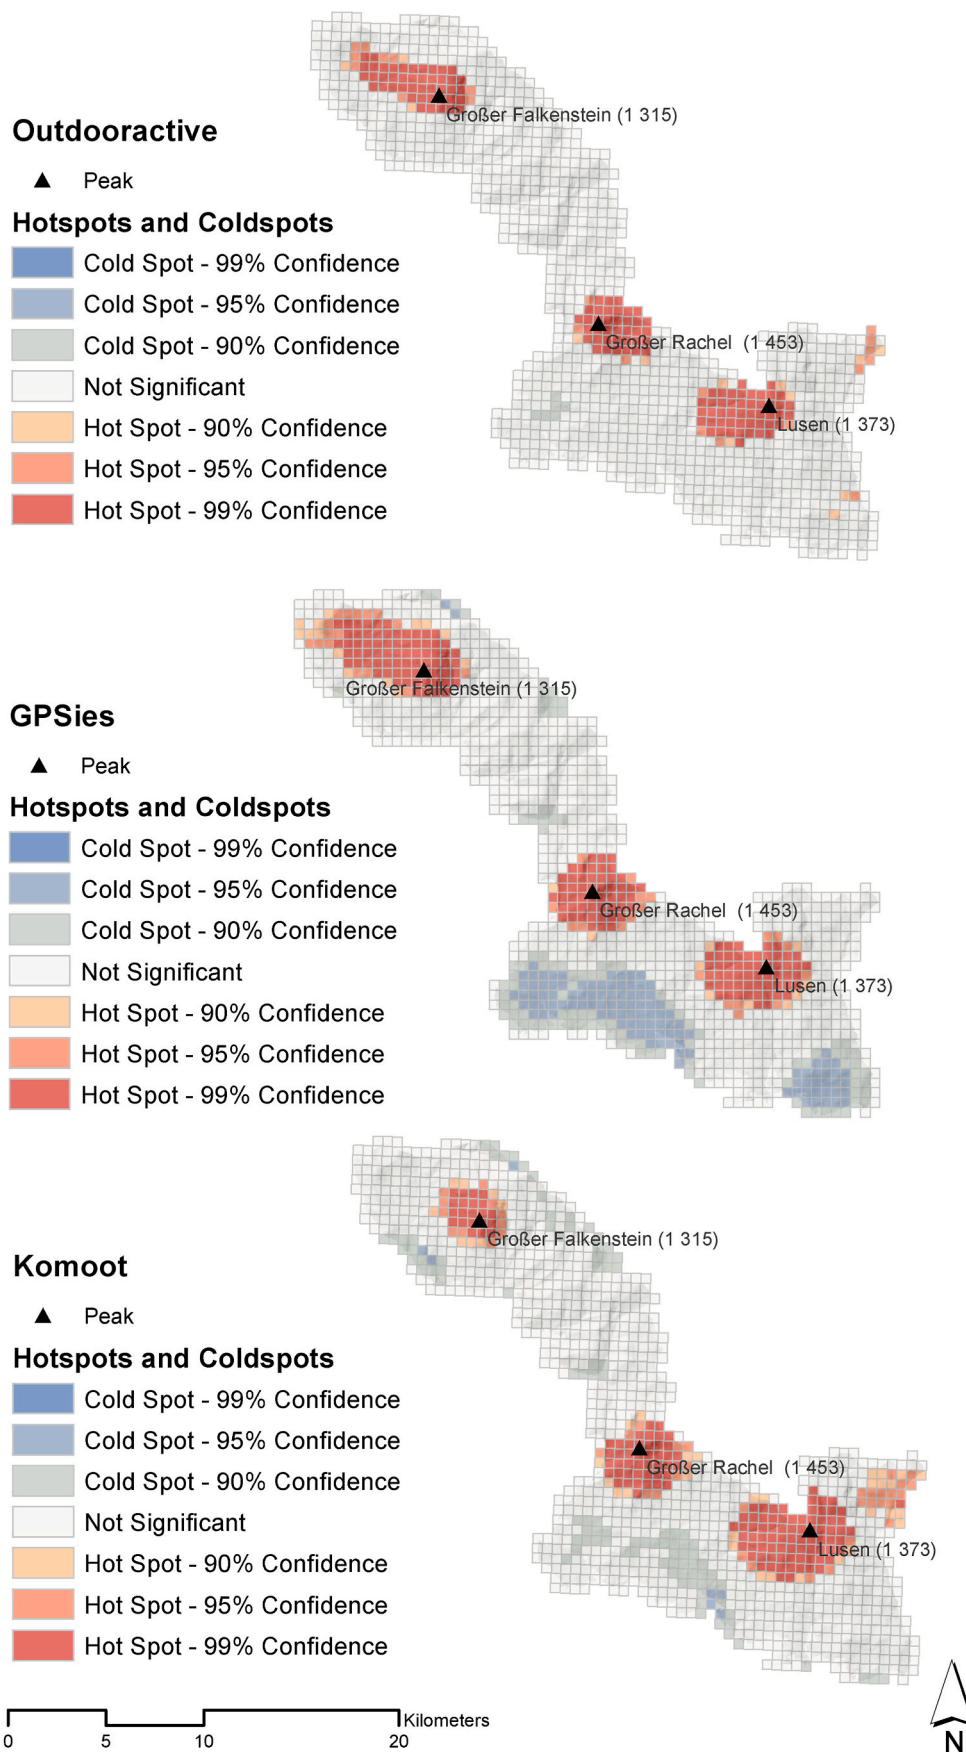 Outdooractive
Peak
Hotspots and Coldspots
Cold Spot - 99% Confidence
Cold Spot - 95% Confidence
Cold Spot - 90% Confidence
Not Significant
Hot Spot - 90% Confidence
Hot Spot - 95% Confidence
Hot Spot - 99% Confidence
Großer Falkenstein (1 315)
Großer Rachel (1 453)
Lusen (1 373)
GPSies
Peak
Hotspots and Coldspots
Cold Spot - 99% Confidence
Cold Spot - 95% Confidence
Cold Spot - 90% Confidence
Not Significant
Hot Spot - 90% Confidence
Hot Spot - 95% Confidence
Hot Spot - 99% Confidence
Großer Falkenstein (1 315)
Großer Rachel (1 453)
Lusen (1 373)
Komoot
Peak
Hotspots and Coldspots
Cold Spot - 99% Confidence
Cold Spot - 95% Confidence
Cold Spot - 90% Confidence
Not Significant
Hot Spot - 90% Confidence
Hot Spot - 95% Confidence
Hot Spot - 99% Confidence
Großer Falkenstein (1 315)
Großer Rachel (1 453)
Lusen (1 373)
Kilometers
0 5 10 20
N